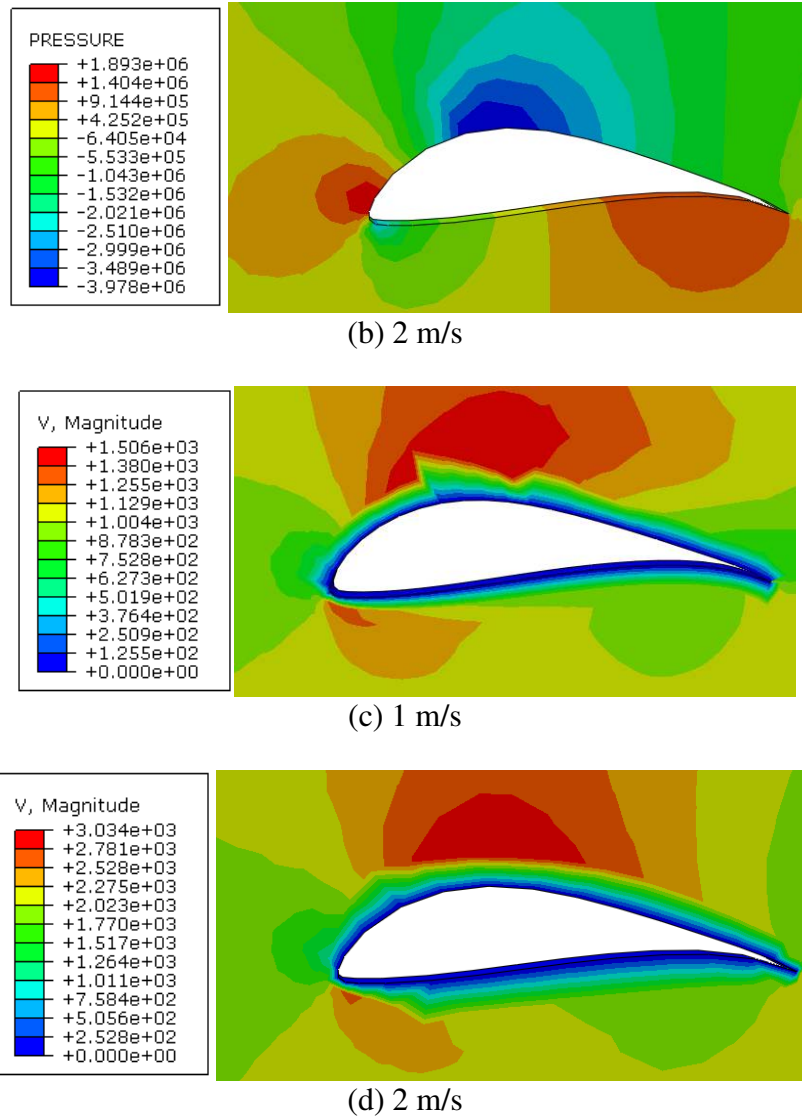 PRESSURE
+1.893e+06
+1.404e+06
+9.144e+05
+4.252e+05
-6.405e+04
-5.533e+05
-1.043e+06
-1.532e+06
-2.021e+06
-2.510e+06
-2.999e+06
-3.489e+06
-3.978e+06
(b) 2 m/s
V, Magnitude
+1.506e+03
+1.380e+03
+1.255e+03
+1.129e+03
+1.004e+03
+8.783e+02
+7.528e+02
+6.273e+02
+5.019e+02
+3.764e+02
+2.509e+02
+1.255e+02
+0.000e+00
(c) 1 m/s
V, Magnitude
+3.034e+03
+2.781e+03
+2.528e+03
+2.275e+03
+2.023e+03
+1.770e+03
+1.517e+03
+1.264e+03
+1.011e+03
+7.584e+02
+5.056e+02
+2.528e+02
+0.000e+00
(d) 2 m/s